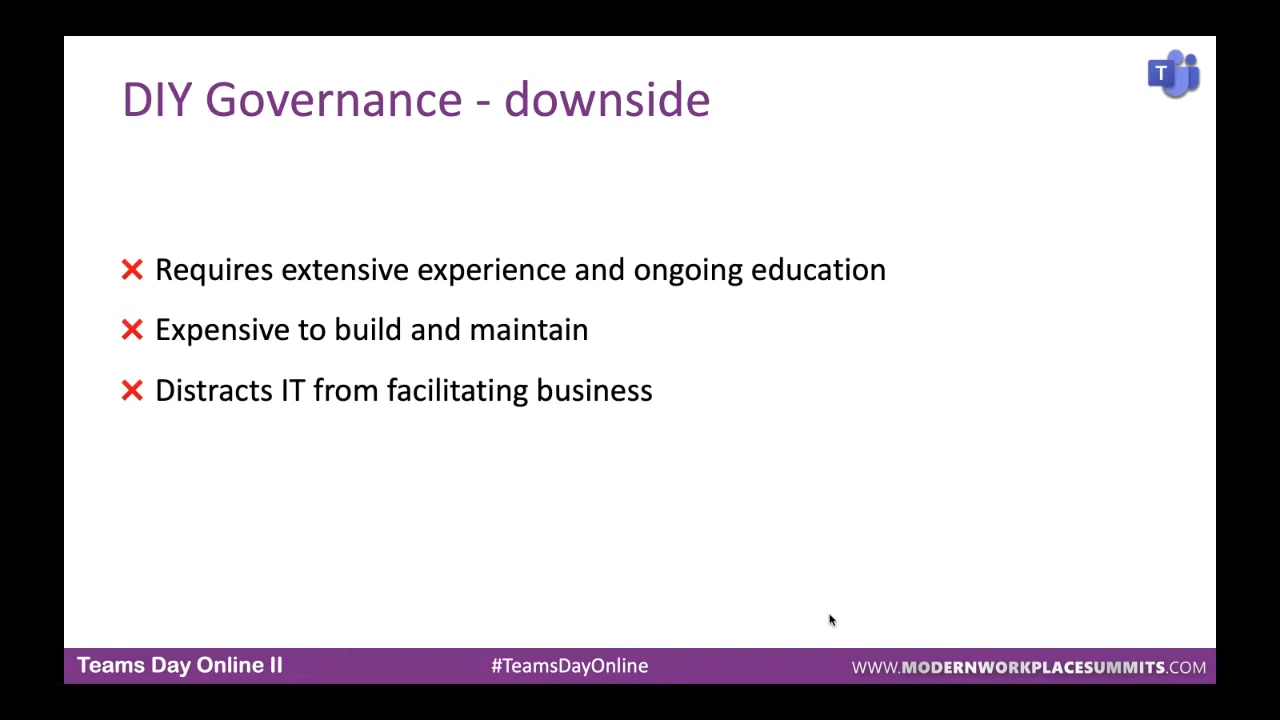 DIY Governance - downside
T
Requires extensive experience and ongoing education
Expensive to build and maintain
Distracts IT from facilitating business
Teams Day Online II
#TeamsDayOnline
WWW.MODERNWORKPLACESUMMITS.COM